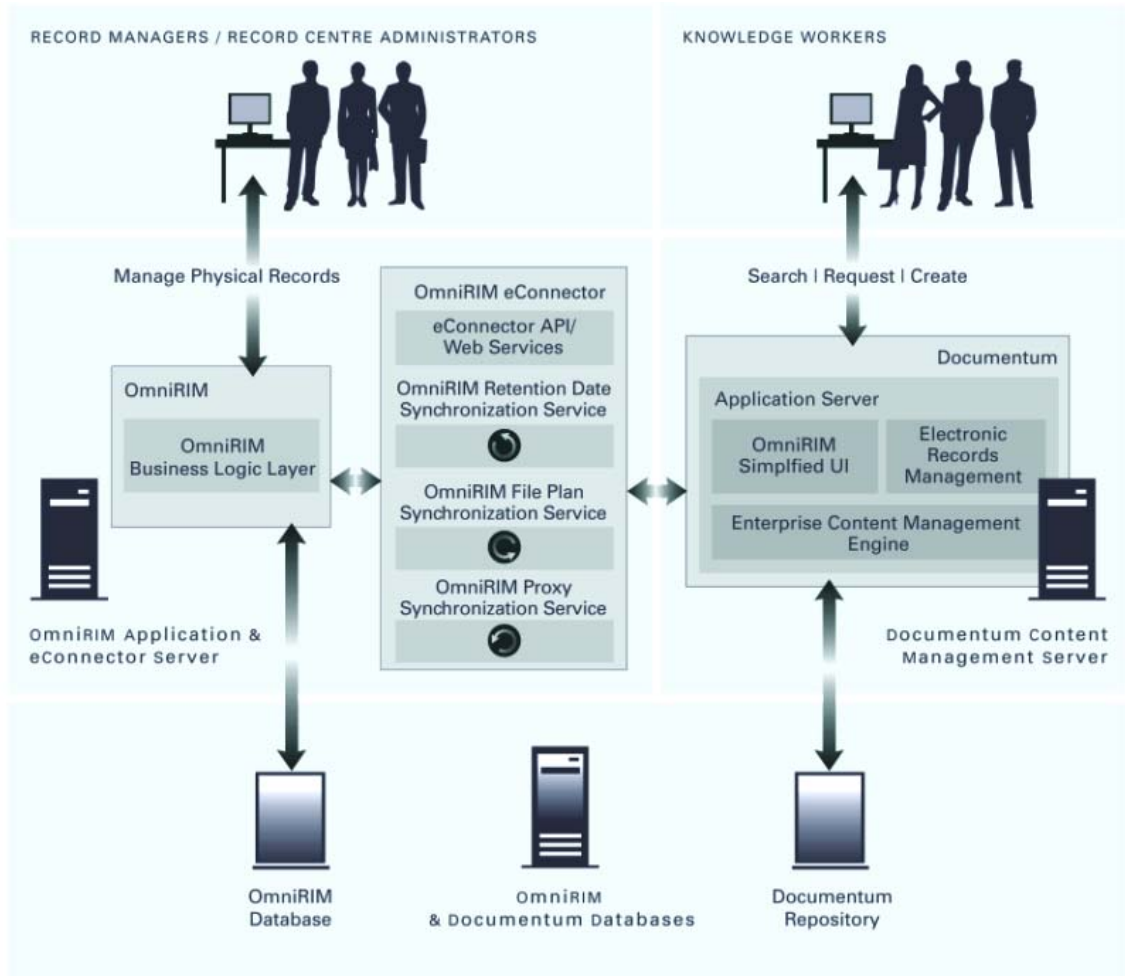 RECORD MANAGERS / RECORD CENTRE ADMINISTRATORS
KNOWLEDGE WORKERS
Manage Physical Records
Search | Request | Create
OmniRIM eConnector
eConnector API/
Web Services
OmniRIM Retention Date
Synchronization Service
OmniRIM File Plan
Synchronization Service
OmniRIM Proxy
Synchronization Service
OmniRIM
OmniRIM
Business Logic Layer
Documentum
Application Server
OmniRIM
Simplfied UI
Electronic
Records
Management
Enterprise Content Management
Engine
OmniRIM Application &
eConnector Server
Documentum Content
Management Server
OmniRIM
Database
OmniRIM
& Documentum Databases
Documentum
Repository